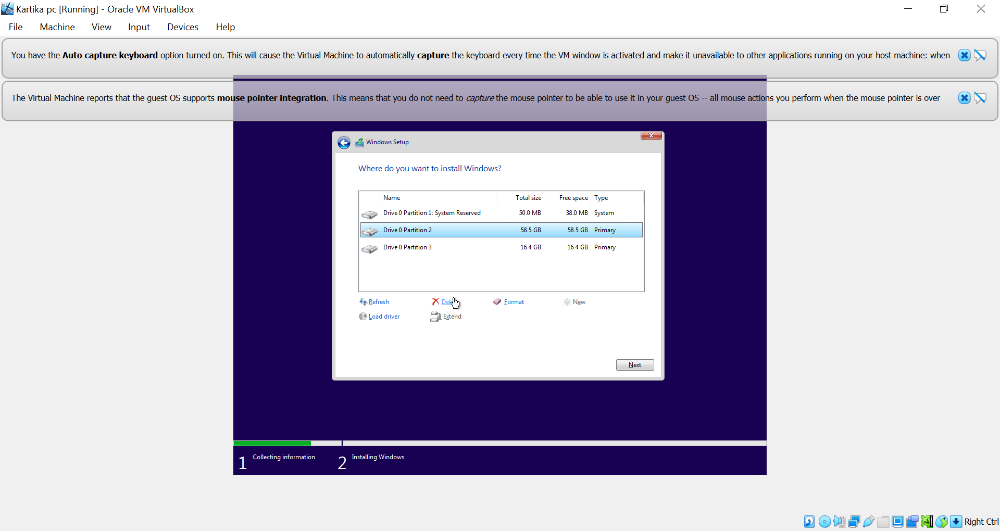 Kartika pc [Running] - Oracle VM VirtualBox
File Machine View Input Devices Help
You have the Auto capture keyboard option turned on. This will cause the Virtual Machine to automatically capture the keyboard every time the VM window is activated and make it unavailable to other applications running on your host machine: when
The Virtual Machine reports that the guest OS supports mouse pointer integration. This means that you do not need to capture the mouse pointer to be able to use it in your guest OS -- all mouse actions you perform when the mouse pointer is over
Windows Setup
Where do you want to install Windows?
Name Total size Free space Type
Drive 0 Partition 1: System Reserved 50.0 MB 38.0 MB System
Drive 0 Partition 2 58.5 GB 58.5 GB Primary
Drive 0 Partition 3 16.4 GB 16.4 GB Primary
Refresh Format New
Load driver Extend
Next
1 Collecting information 2 Installing Windows
Right Ctrl